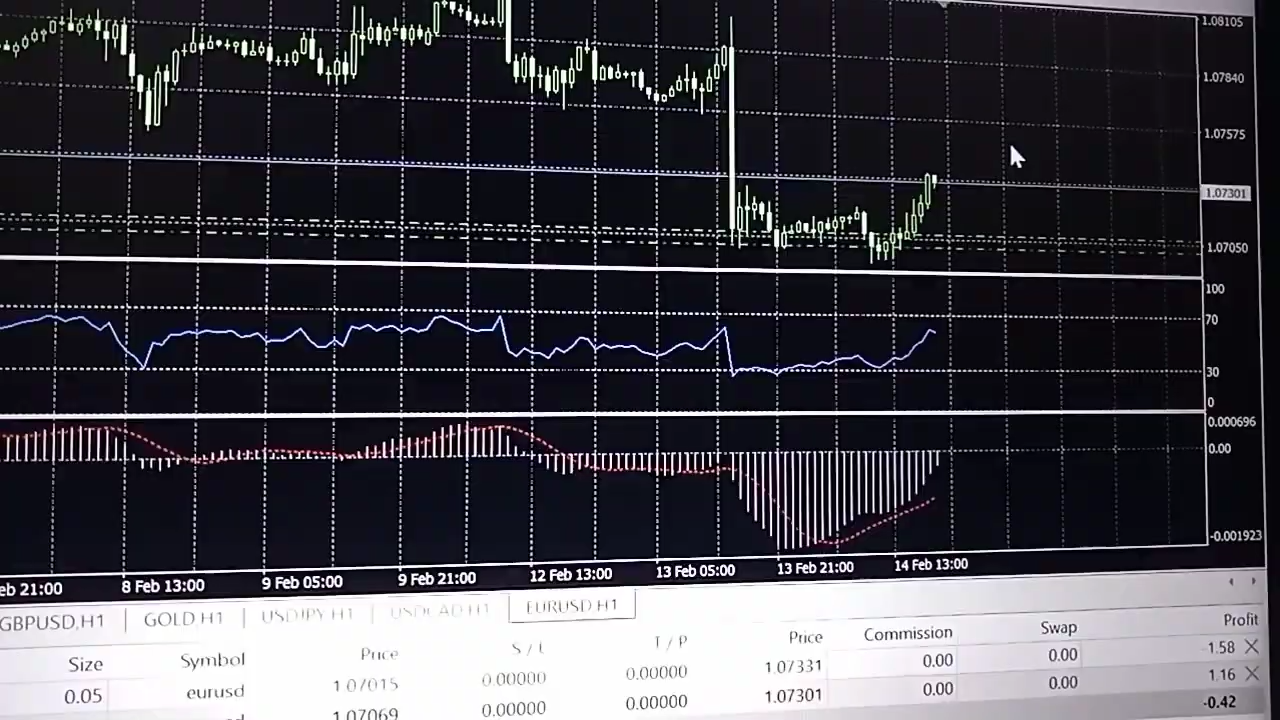 1.08105
1.07840
1.07575
1.07301
1.07050
100
70
30
0
0.000696
0.00
-0.001923
eb 21:00 8 Feb 13:00 9 Feb 05:00 9 Feb 21:00 12 Feb 13:00 13 Feb 05:00 13 Feb 21:00 14 Feb 13:00
GBPUSD,H1 GOLD,H1 USDJPY,H1 USDCAD,H1 EURUSD,H1
Size Symbol Price S / L T / P Price Commission Swap Profit
0.05 eurusd 1.07015 0.00000 0.00000 1.07331 0.00 0.00 -1.58
1.07069 0.00000 0.00000 1.07301 0.00 0.00 1.16
-0.42